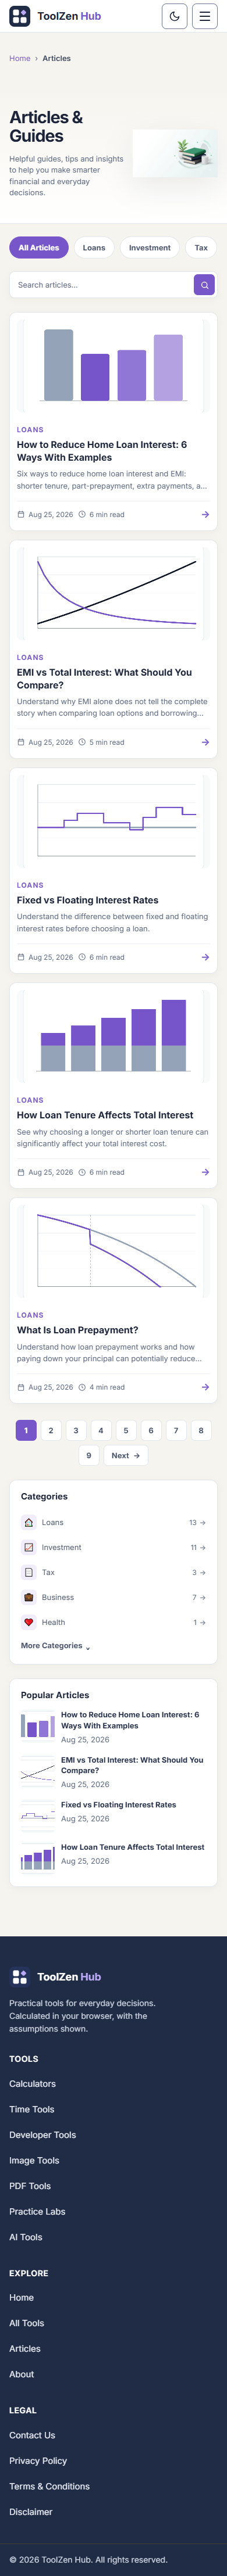 ToolZen Hub
Home › Articles
Articles &
Guides
Helpful guides, tips and insights
to help you make smarter
financial and everyday
decisions.
All Articles Loans Investment Tax
Search articles...
LOANS
How to Reduce Home Loan Interest: 6
Ways With Examples
Six ways to reduce home loan interest and EMI:
shorter tenure, part-prepayment, extra payments, a...
Aug 25, 2026 6 min read →
LOANS
EMI vs Total Interest: What Should You
Compare?
Understand why EMI alone does not tell the complete
story when comparing loan options and borrowing...
Aug 25, 2026 5 min read →
LOANS
Fixed vs Floating Interest Rates
Understand the difference between fixed and floating
interest rates before choosing a loan.
Aug 25, 2026 6 min read →
LOANS
How Loan Tenure Affects Total Interest
See why choosing a longer or shorter loan tenure can
significantly affect your total interest cost.
Aug 25, 2026 6 min read →
LOANS
What Is Loan Prepayment?
Understand how loan prepayment works and how
paying down your principal can potentially reduce...
Aug 25, 2026 4 min read →
1 2 3 4 5 6 7 8
9 Next →
Categories
Loans 13 →
Investment 11 →
Tax 3 →
Business 7 →
Health 1 →
More Categories ⌄
Popular Articles
How to Reduce Home Loan Interest: 6
Ways With Examples
Aug 25, 2026
EMI vs Total Interest: What Should You
Compare?
Aug 25, 2026
Fixed vs Floating Interest Rates
Aug 25, 2026
How Loan Tenure Affects Total Interest
Aug 25, 2026
ToolZen Hub
Practical tools for everyday decisions.
Calculated in your browser, with the
assumptions shown.
TOOLS
Calculators
Time Tools
Developer Tools
Image Tools
PDF Tools
Practice Labs
AI Tools
EXPLORE
Home
All Tools
Articles
About
LEGAL
Contact Us
Privacy Policy
Terms & Conditions
Disclaimer
© 2026 ToolZen Hub. All rights reserved.